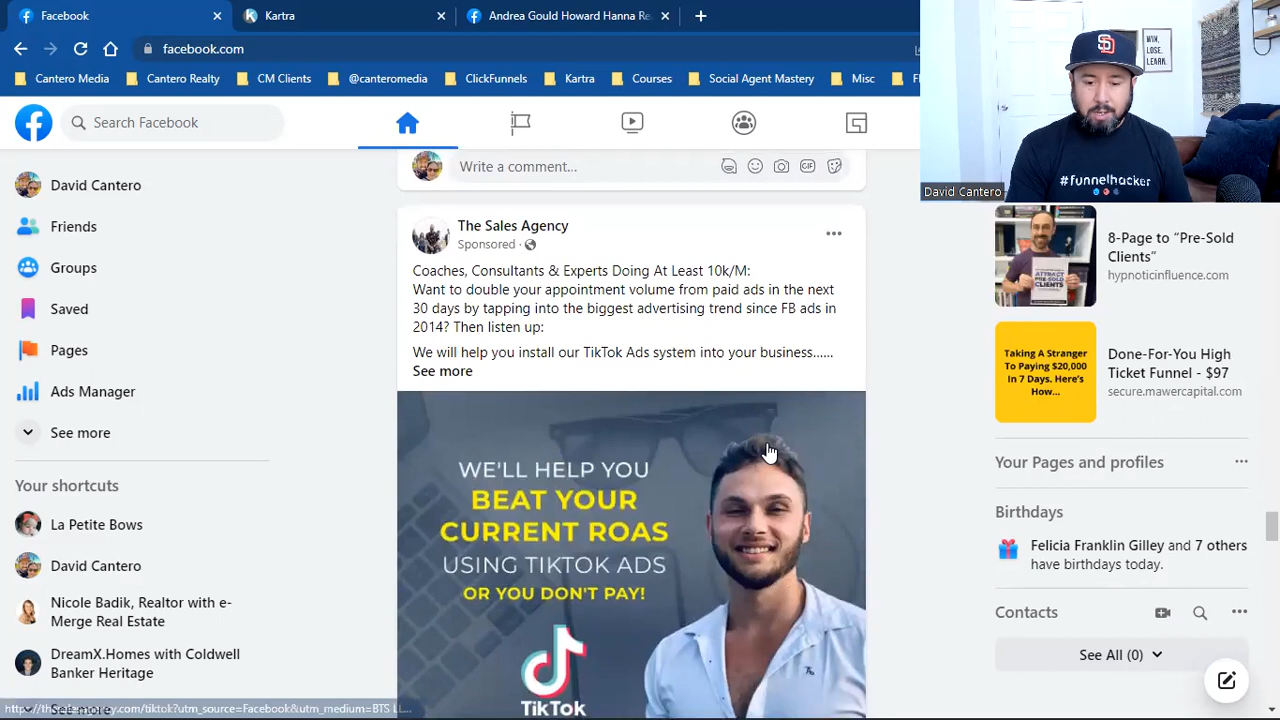 Facebook
Kartra
Andrea Gould Howard Hanna Re
facebook.com
Cantero Media
Cantero Realty
CM Clients
@canteromedia
ClickFunnels
Kartra
Courses
Social Agent Mastery
Misc
WIN.
LOSE.
LEARN.
#funnelhacker
David Cantero
Search Facebook
David Cantero
Friends
Groups
Saved
Pages
Ads Manager
See more
Your shortcuts
La Petite Bows
David Cantero
Nicole Badik, Realtor with e-
Merge Real Estate
DreamX.Homes with Coldwell
Banker Heritage
See more
Write a comment...
GIF
The Sales Agency
Sponsored ·
Coaches, Consultants & Experts Doing At Least 10k/M:
Want to double your appointment volume from paid ads in the next
30 days by tapping into the biggest advertising trend since FB ads in
2014? Then listen up:
We will help you install our TikTok Ads system into your business......
See more
WE'LL HELP YOU
BEAT YOUR
CURRENT ROAS
USING TIKTOK ADS
OR YOU DON'T PAY!
TikTok
ATTRACT
PRE-SOLD
CLIENTS
8-Page to “Pre-Sold
Clients”
hypnoticinfluence.com
Taking A Stranger
To Paying $20,000
In 7 Days. Here's
How...
Done-For-You High
Ticket Funnel - $97
secure.mawercapital.com
Your Pages and profiles
Birthdays
Felicia Franklin Gilley and 7 others
have birthdays today.
Contacts
See All (0)